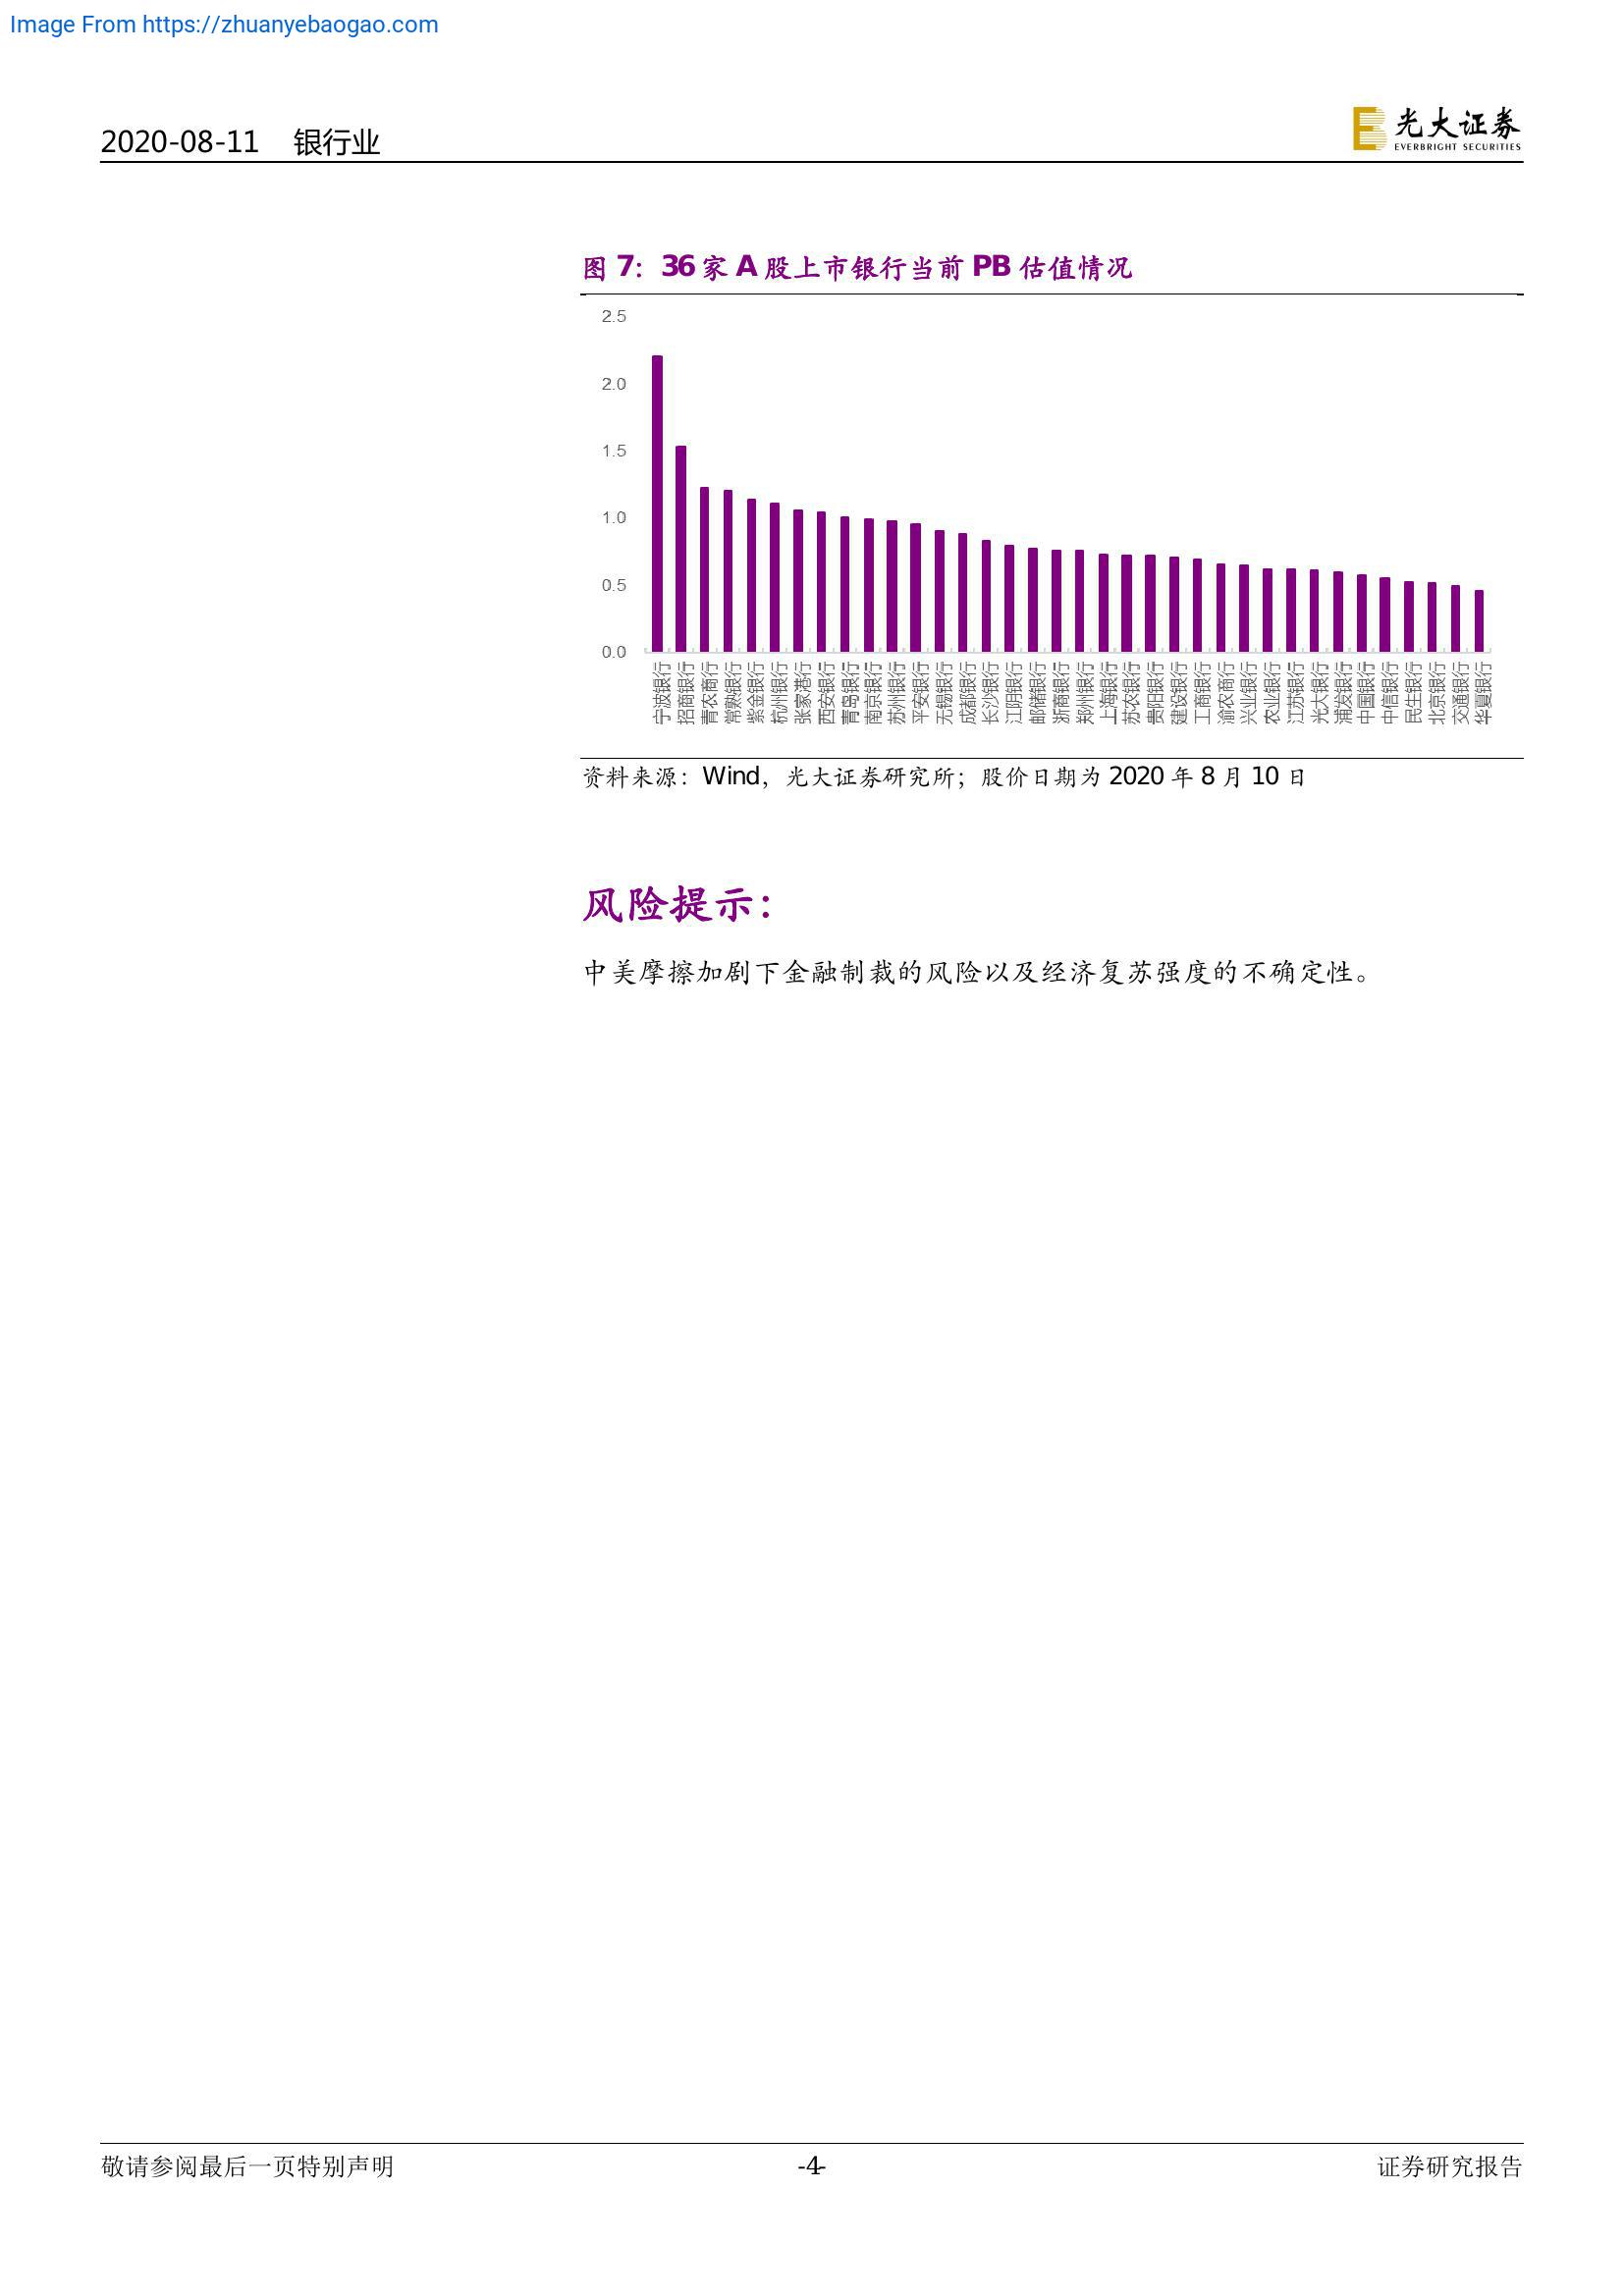 Image From https://zhuanyebaogao.com
2020-08-11 银行业
光大证券
EVERBRIGHT SECURITIES
图 7：36 家 A 股上市银行当前 PB 估值情况
2.5
2.0
1.5
1.0
0.5
0.0
宁波银行
招商银行
青农商行
常熟银行
紫金银行
杭州银行
张家港行
西安银行
青岛银行
南京银行
苏州银行
平安银行
无锡银行
成都银行
长沙银行
江阴银行
邮储银行
浙商银行
郑州银行
上海银行
苏农银行
贵阳银行
建设银行
工商银行
渝农商行
兴业银行
农业银行
江苏银行
光大银行
浦发银行
中国银行
中信银行
民生银行
北京银行
交通银行
华夏银行
资料来源：Wind，光大证券研究所；股价日期为 2020 年 8 月 10 日
风险提示：
中美摩擦加剧下金融制裁的风险以及经济复苏强度的不确定性。
敬请参阅最后一页特别声明
-4-
证券研究报告